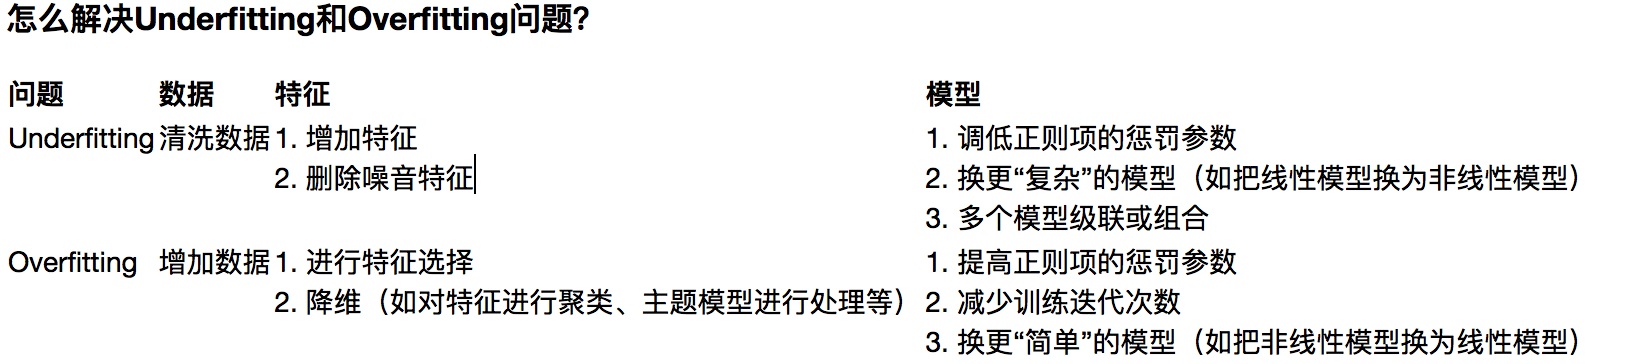 怎么解决Underfitting和Overfitting问题?
问题 数据 特征 模型
Underfitting 清洗数据 1. 增加特征 1. 调低正则项的惩罚参数
2. 删除噪音特征 2. 换更“复杂”的模型（如把线性模型换为非线性模型）
3. 多个模型级联或组合
Overfitting 增加数据 1. 进行特征选择 1. 提高正则项的惩罚参数
2. 降维（如对特征进行聚类、主题模型进行处理等） 2. 减少训练迭代次数
3. 换更“简单”的模型（如把非线性模型换为线性模型）